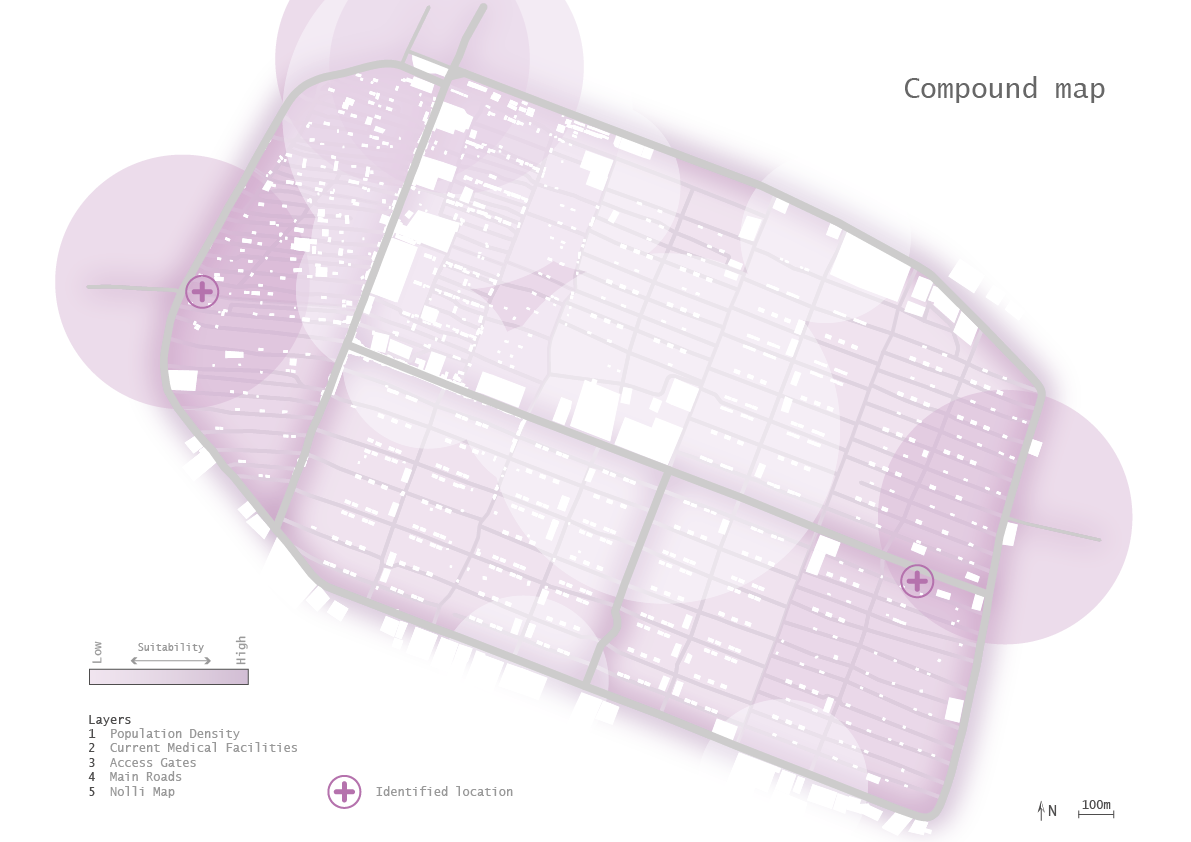 Compound map
Low
Suitability
High
Layers
1 Population Density
2 Current Medical Facilities
3 Access Gates
4 Main Roads
5 Nolli Map
Identified location
N
100m